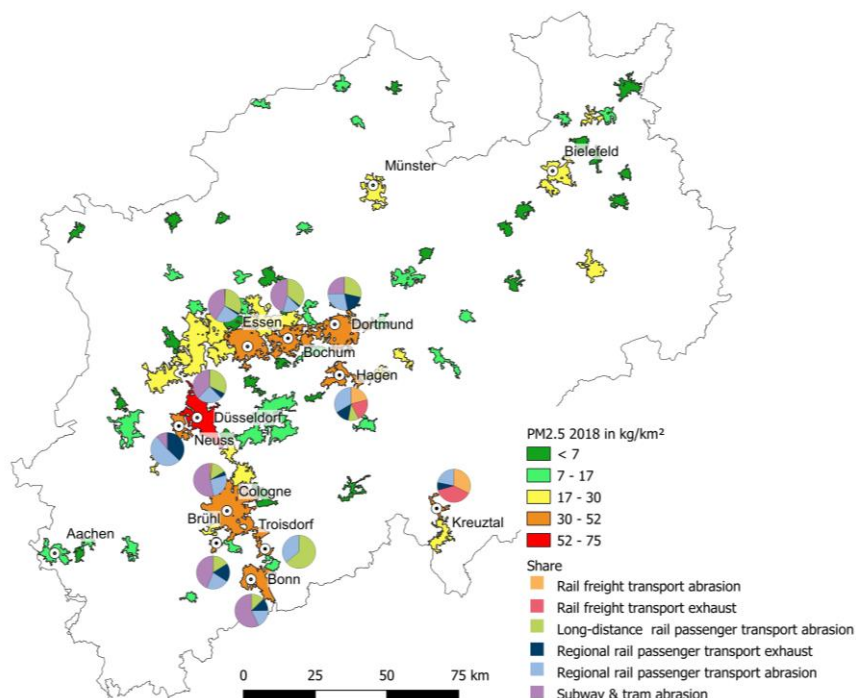 Münster
Bielefeld
Essen
Dortmund
Bochum
Hagen
Düsseldorf
Neuss
Cologne
Brühl
Troisdorf
Kreuztal
Aachen
Bonn
PM2.5 2018 in kg/km²
< 7
7 - 17
17 - 30
30 - 52
52 - 75
Share
Rail freight transport abrasion
Rail freight transport exhaust
Long-distance rail passenger transport abrasion
Regional rail passenger transport exhaust
Regional rail passenger transport abrasion
Subway & tram abrasion
0 25 50 75 km